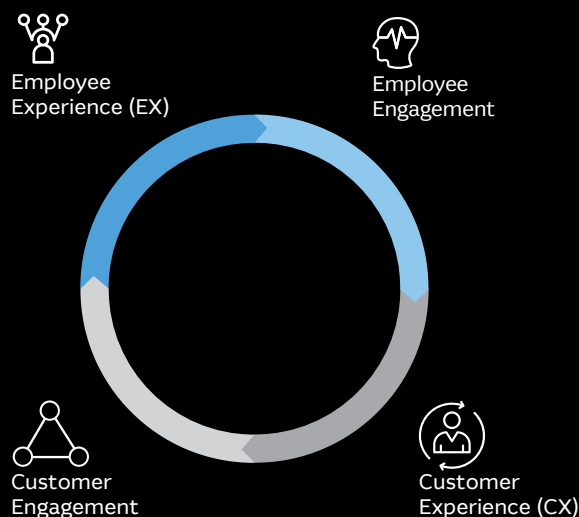 Employee
Experience (EX)
Employee
Engagement
Customer
Engagement
Customer
Experience (CX)